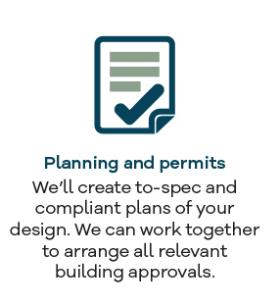 Planning and permits
We'll create to-spec and
compliant plans of your
design. We can work together
to arrange all relevant
building approvals.